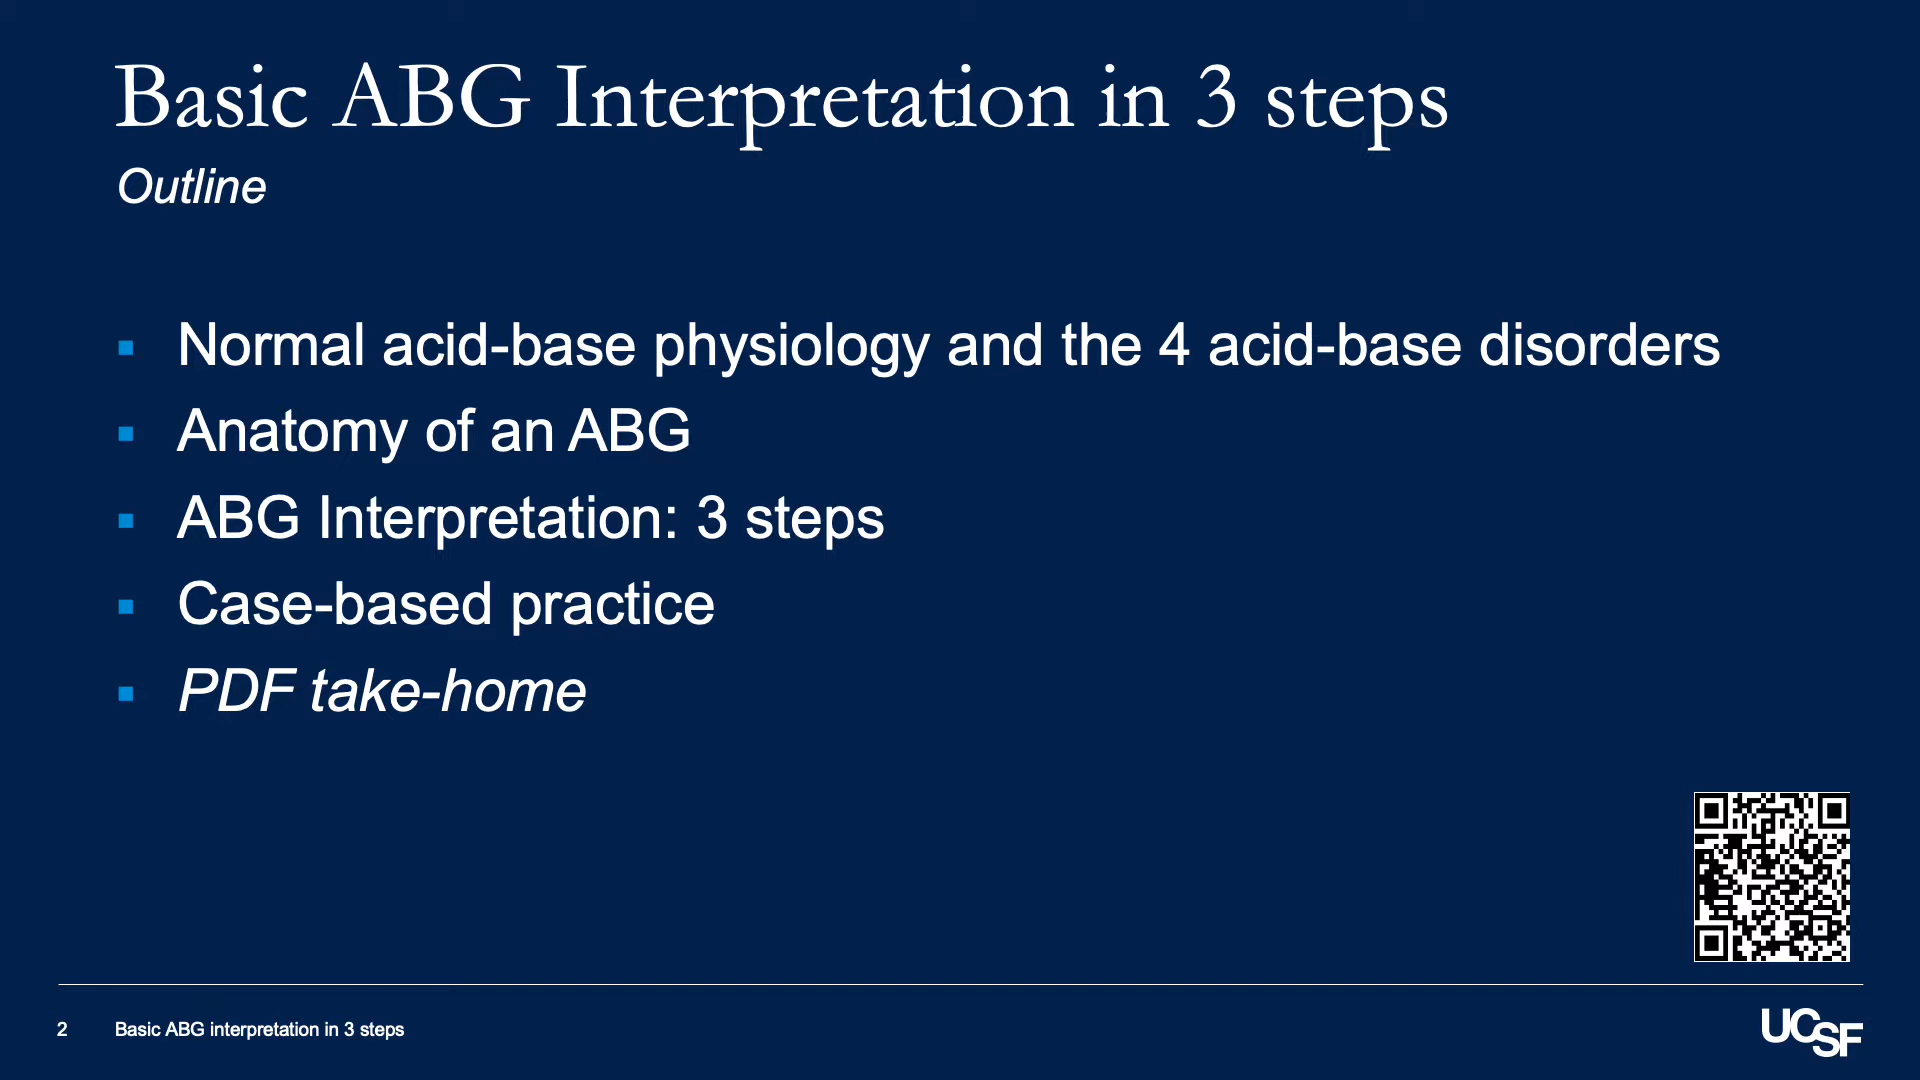 Basic ABG Interpretation in 3 steps
Outline
Normal acid-base physiology and the 4 acid-base disorders
Anatomy of an ABG
ABG Interpretation: 3 steps
Case-based practice
PDF take-home
2 Basic ABG interpretation in 3 steps
UCSF